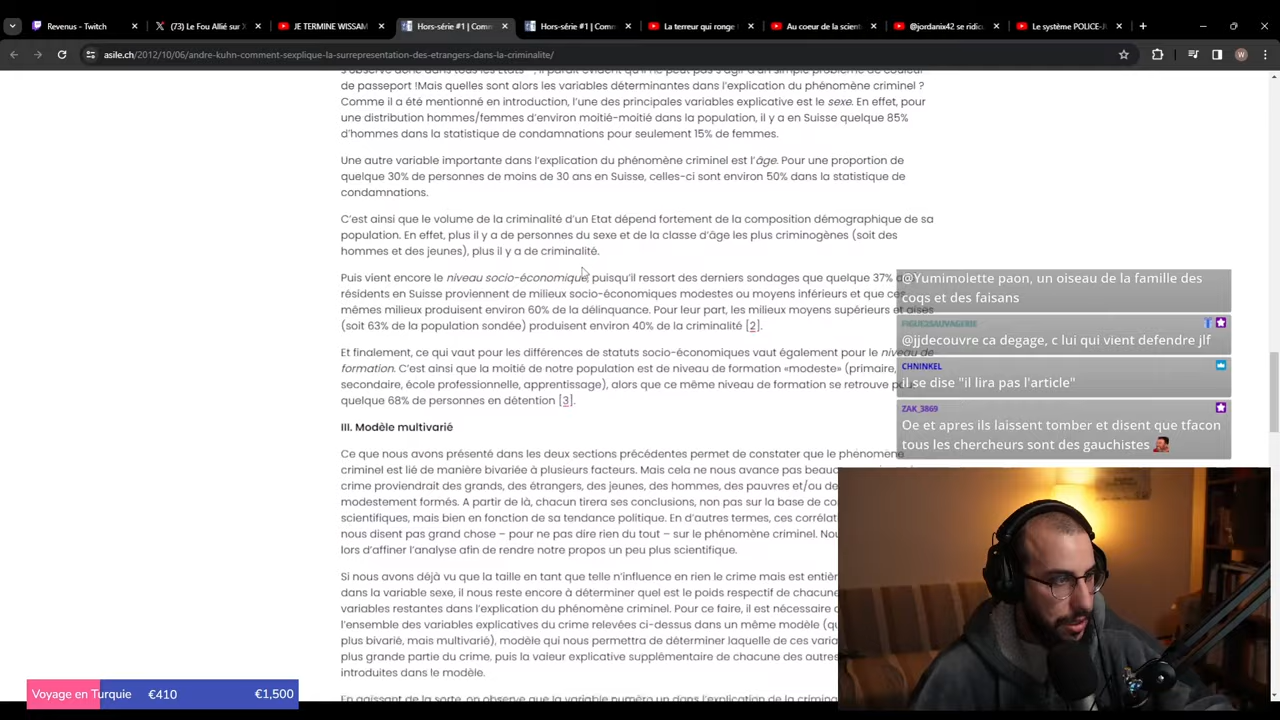 Revenus - Twitch
(73) Le Fou Allié sur X
JE TERMINE WISSAM
Hors-série #1 | Com
Hors-série #1 | Comm
La terreur qui ronge l
Au coeur de la scient
@jordanix42 se ridic
Le système POLICE-J
asile.ch/2012/10/06/andre-kuhn-comment-sexplique-la-surrepresentation-des-etrangers-dans-la-criminalite/
de passeport !Mais quelles sont alors les variables déterminantes dans l'explication du phénomène criminel ?
Comme il a été mentionné en introduction, l'une des principales variables explicative est le sexe. En effet, pour
une distribution hommes/femmes d'environ moitié-moitié dans la population, il y a en Suisse quelque 85%
d'hommes dans la statistique de condamnations pour seulement 15% de femmes.
Une autre variable importante dans l'explication du phénomène criminel est l'âge. Pour une proportion de
quelque 30% de personnes de moins de 30 ans en Suisse, celles-ci sont environ 50% dans la statistique de
condamnations.
C'est ainsi que le volume de la criminalité d'un Etat dépend fortement de la composition démographique de sa
population. En effet, plus il y a de personnes du sexe et de la classe d'âge les plus criminogènes (soit des
hommes et des jeunes), plus il y a de criminalité.
Puis vient encore le niveau socio-économique, puisqu'il ressort des derniers sondages que quelque 37%
résidents en Suisse proviennent de milieux socio-économiques modestes ou moyens inférieurs et que ces
mêmes milieux produisent environ 60% de la délinquance. Pour leur part, les milieux moyens supérieurs et aisés
(soit 63% de la population sondée) produisent environ 40% de la criminalité [2].
Et finalement, ce qui vaut pour les différences de statuts socio-économiques vaut également pour le niveau de
formation. C'est ainsi que la moitié de notre population est de niveau de formation «modeste» (primaire,
secondaire, école professionnelle, apprentissage), alors que ce même niveau de formation se retrouve
quelque 68% de personnes en détention [3].
III. Modèle multivarié
Ce que nous avons présenté dans les deux sections précédentes permet de constater que le phénomène
criminel est lié de manière bivariée à plusieurs facteurs. Mais cela ne nous avance pas
crime proviendrait des grands, des étrangers, des jeunes, des hommes, des pauvres et/ou de
modestement formés. A partir de là, chacun tirera ses conclusions, non pas sur la base de
scientifiques, mais bien en fonction de sa tendance politique. En d'autres termes, ces
nous disent pas grand chose – pour ne pas dire rien du tout – sur le phénomène criminel.
lors d'affiner l'analyse afin de rendre notre propos un peu plus scientifique.
Si nous avons déjà vu que la taille en tant que telle n'influence en rien le crime mais est
dans la variable sexe, il nous reste encore à déterminer quel est le poids respectif de
variables restantes dans l'explication du phénomène criminel. Pour ce faire, il est nécessaire
l'ensemble des variables explicatives du crime relevées ci-dessus dans un même modèle
plus bivarié, mais multivarié), modèle qui nous permettra de déterminer laquelle de ces
plus grande partie du crime, puis la valeur explicative supplémentaire de chacune des autres
introduites dans le modèle.
En agissant de la sorte, on observe que la variable numéro un dans l'explication de la
@Yumimolette paon, un oiseau de la famille des
coqs et des faisans
@jjdecouvre ca degage, c lui qui vient defendre jlf
CHNINKEL
il se dise "il lira pas l'article"
ZAK_3869
Oe et apres ils laissent tomber et disent que tfacon
tous les chercheurs sont des gauchistes
Voyage en Turquie €410 €1,500